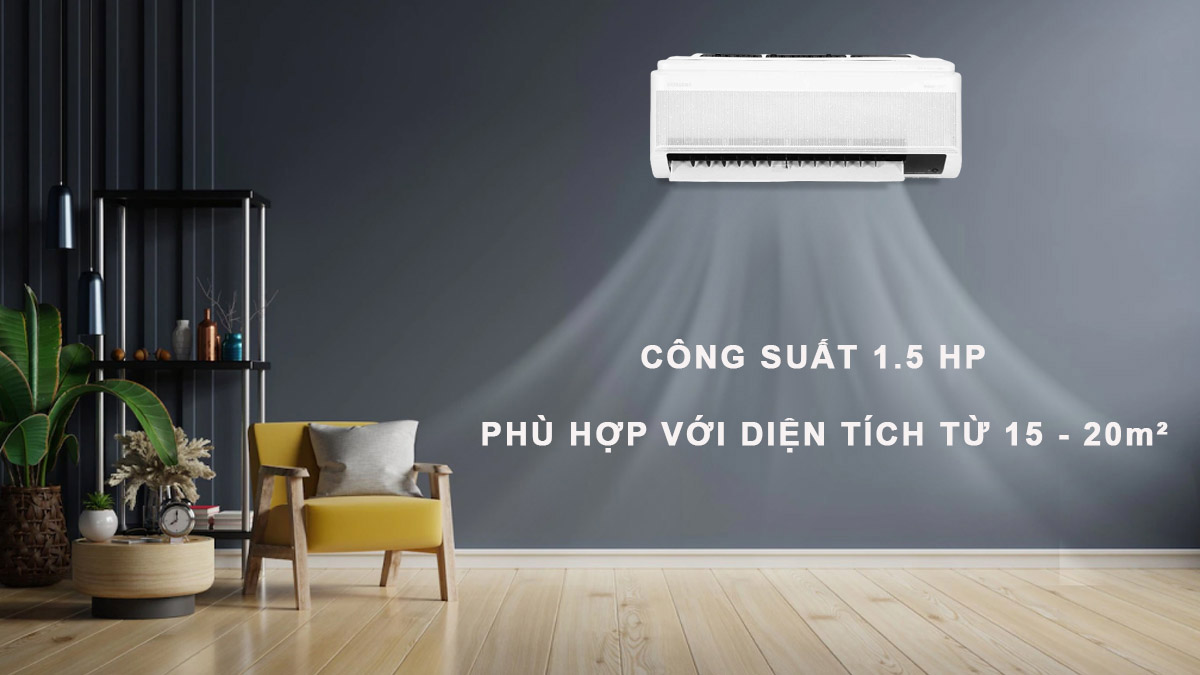 CÔNG SUẤT 1.5 HP
PHÙ HỢP VỚI DIỆN TÍCH TỪ 15 - 20m²